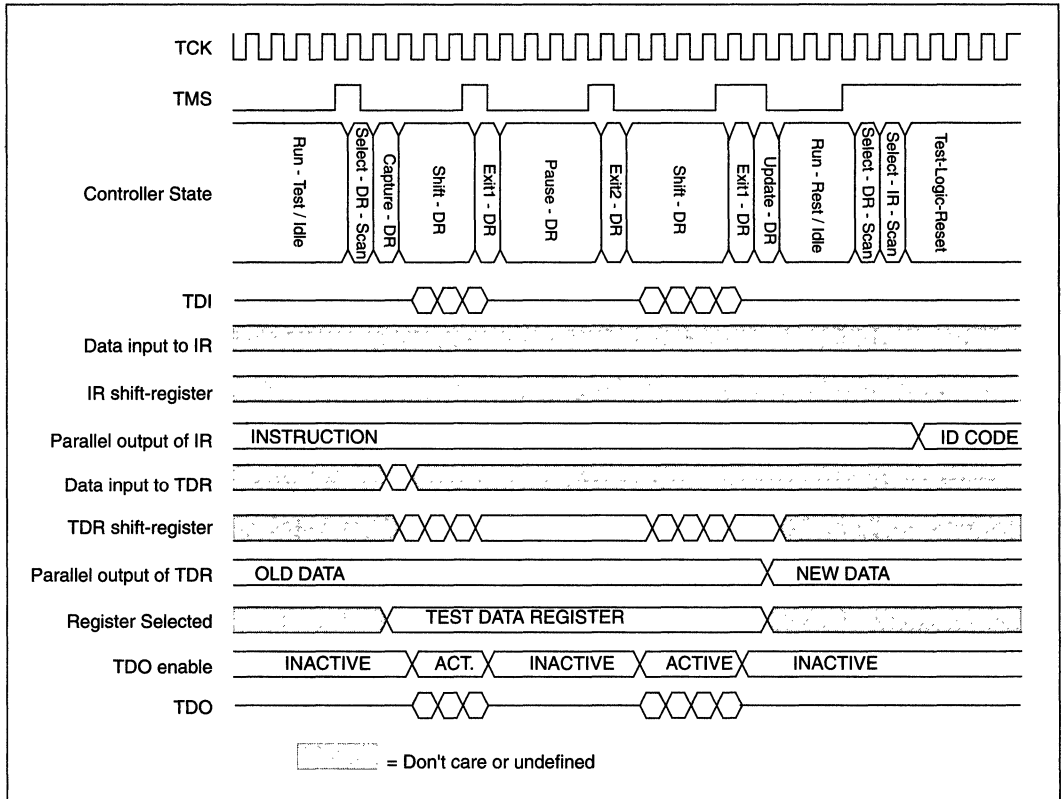 TCK
TMS
Controller State
Run - Test / Idle
Select - DR - Scan
Capture - DR
Shift - DR
Exit1 - DR
Pause - DR
Exit2 - DR
Shift - DR
Exit1 - DR
Update - DR
Run - Rest / Idle
Select - DR - Scan
Select - IR - Scan
Test-Logic-Reset
TDI
Data input to IR
IR shift-register
Parallel output of IR
INSTRUCTION
ID CODE
Data input to TDR
TDR shift-register
Parallel output of TDR
OLD DATA
NEW DATA
Register Selected
TEST DATA REGISTER
TDO enable
INACTIVE
ACT.
INACTIVE
ACTIVE
INACTIVE
TDO
= Don't care or undefined